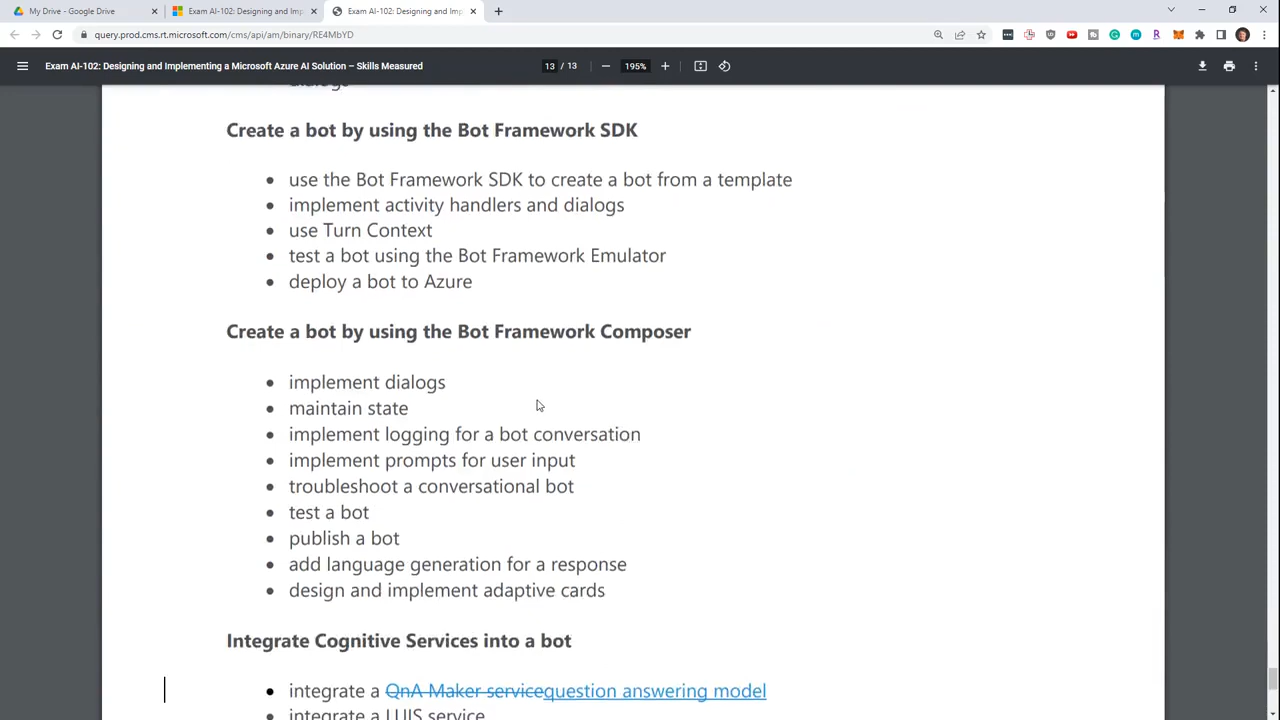 My Drive - Google Drive
Exam AI-102: Designing and Imp
Exam AI-102: Designing and Imp
query.prod.cms.rt.microsoft.com/cms/api/am/binary/RE4MbYD
Exam AI-102: Designing and Implementing a Microsoft Azure AI Solution – Skills Measured
13 / 13
195%
dialogs
Create a bot by using the Bot Framework SDK
• use the Bot Framework SDK to create a bot from a template
• implement activity handlers and dialogs
• use Turn Context
• test a bot using the Bot Framework Emulator
• deploy a bot to Azure
Create a bot by using the Bot Framework Composer
• implement dialogs
• maintain state
• implement logging for a bot conversation
• implement prompts for user input
• troubleshoot a conversational bot
• test a bot
• publish a bot
• add language generation for a response
• design and implement adaptive cards
Integrate Cognitive Services into a bot
• integrate a QnA Maker servicequestion answering model
integrate a LUIS service